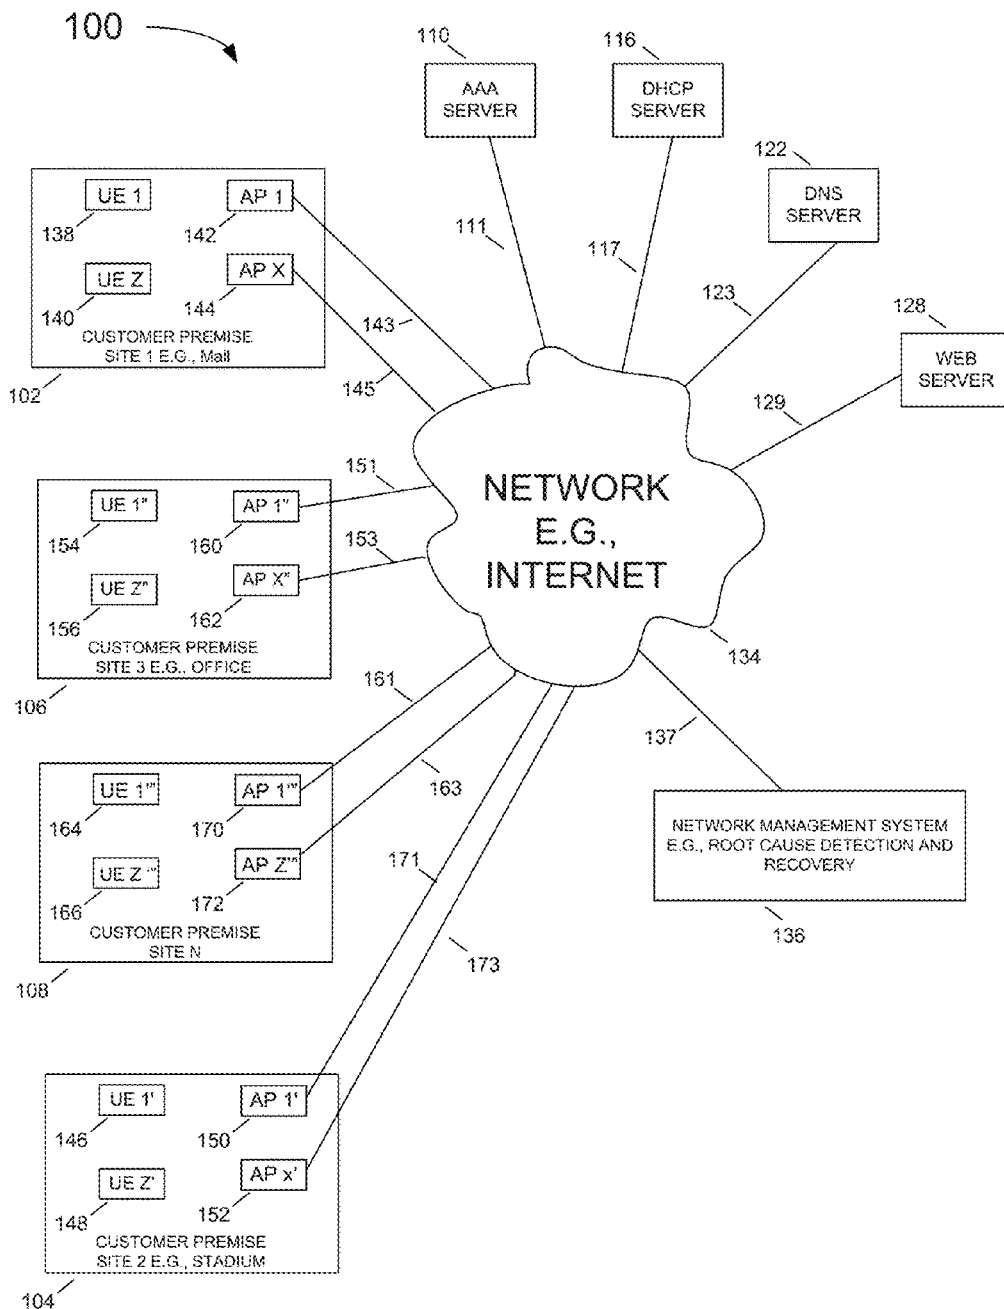 100
110
AAA
SERVER
111
116
DHCP
SERVER
117
122
DNS
SERVER
123
128
WEB
SERVER
129
UE 1
138
AP 1
142
UE Z
140
AP X
144
CUSTOMER PREMISE
SITE 1 E.G., Mall
102
143
145
UE 1"
154
AP 1"
160
UE Z"
156
AP X"
162
CUSTOMER PREMISE
SITE 3 E.G., OFFICE
106
151
153
NETWORK
E.G.,
INTERNET
134
137
NETWORK MANAGEMENT SYSTEM
E.G., ROOT CAUSE DETECTION AND
RECOVERY
136
UE 1'"
164
AP 1'"
170
UE Z '"
166
AP Z'"
172
CUSTOMER PREMISE
SITE N
108
161
163
171
173
UE 1'
146
AP 1'
150
UE Z'
148
AP x'
152
CUSTOMER PREMISE
SITE 2 E.G., STADIUM
104